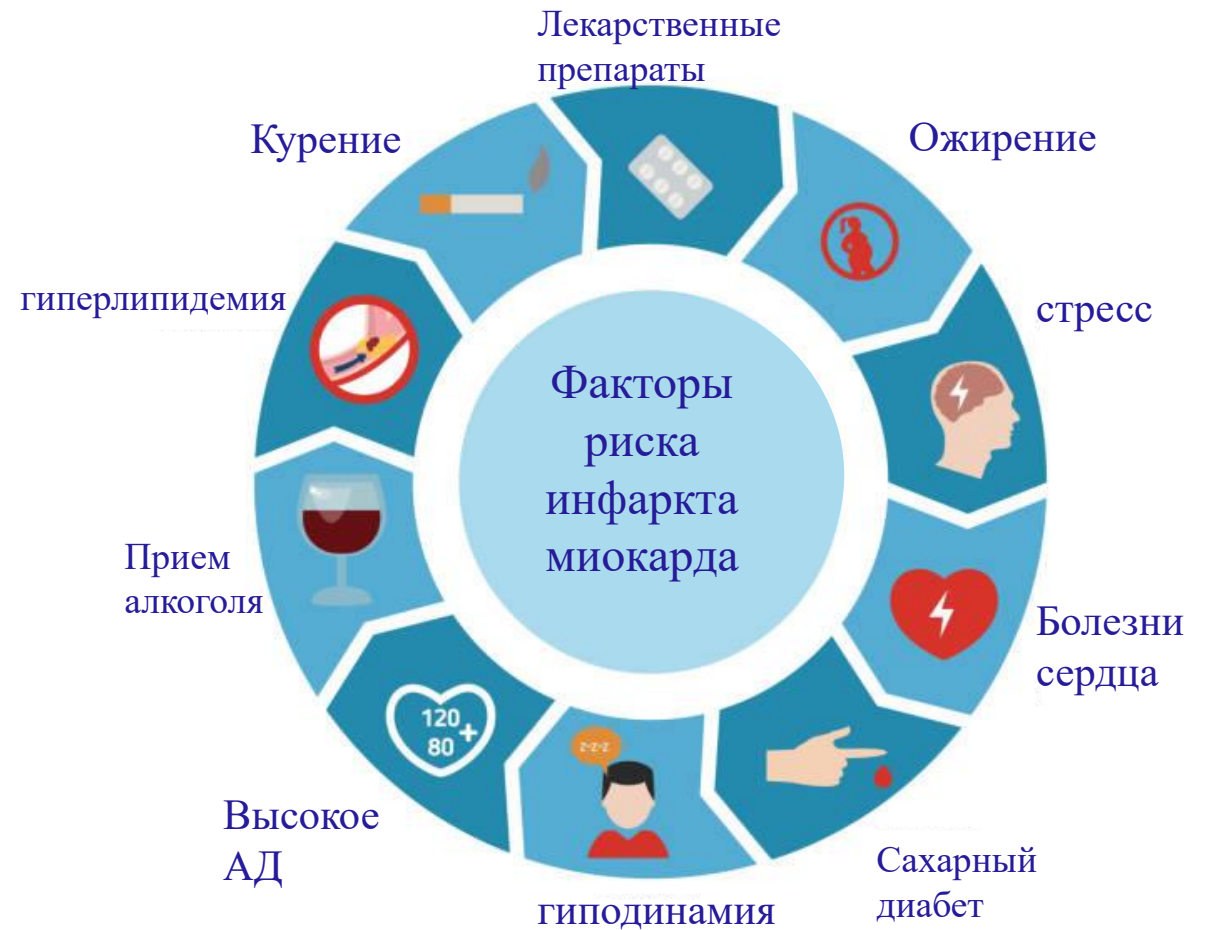 Лекарственные
препараты
Курение
Ожирение
гиперлипидемия
стресс
Факторы
риска
инфаркта
миокарда
Прием
алкоголя
Болезни
сердца
120
80 +
z-z-z
Высокое
АД
Сахарный
диабет
гиподинамия